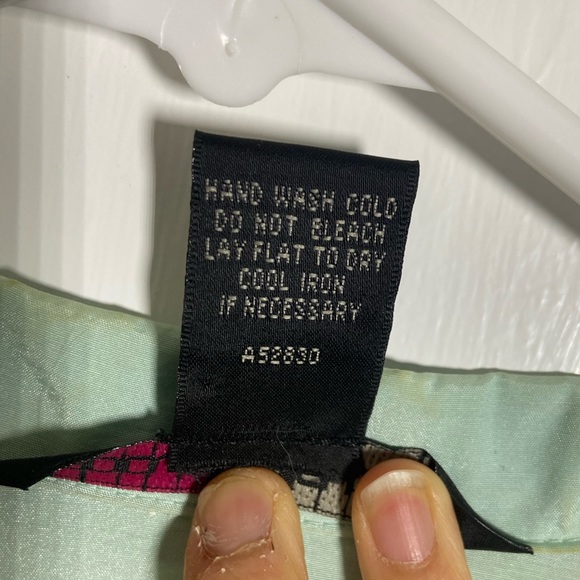 HAND WASH COLD
DO NOT BLEACH
LAY FLAT TO DRY
COOL IRON
IF NECESSARY
A52830